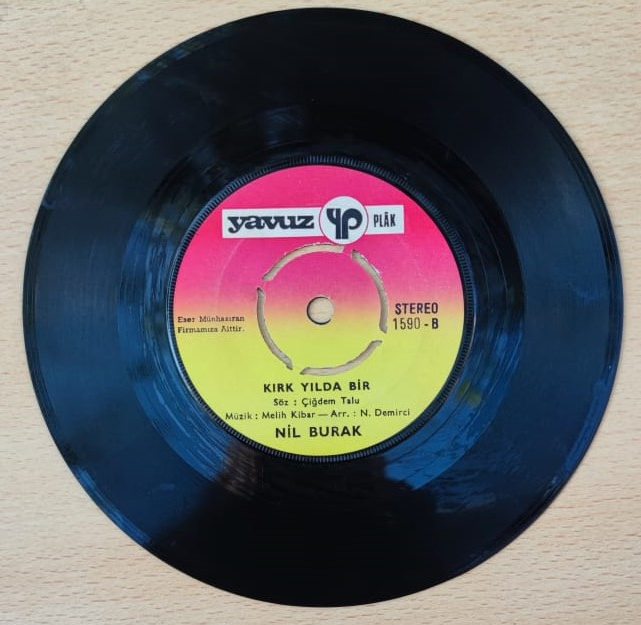 yavuz yp PLÂK
STEREO
1590 - B
Eser Münhasıran
Firmamıza Aittir.
KIRK YILDA BİR
Söz : Çiğdem Talu
Müzik : Melih Kibar — Arr. : N. Demirci
NİL BURAK